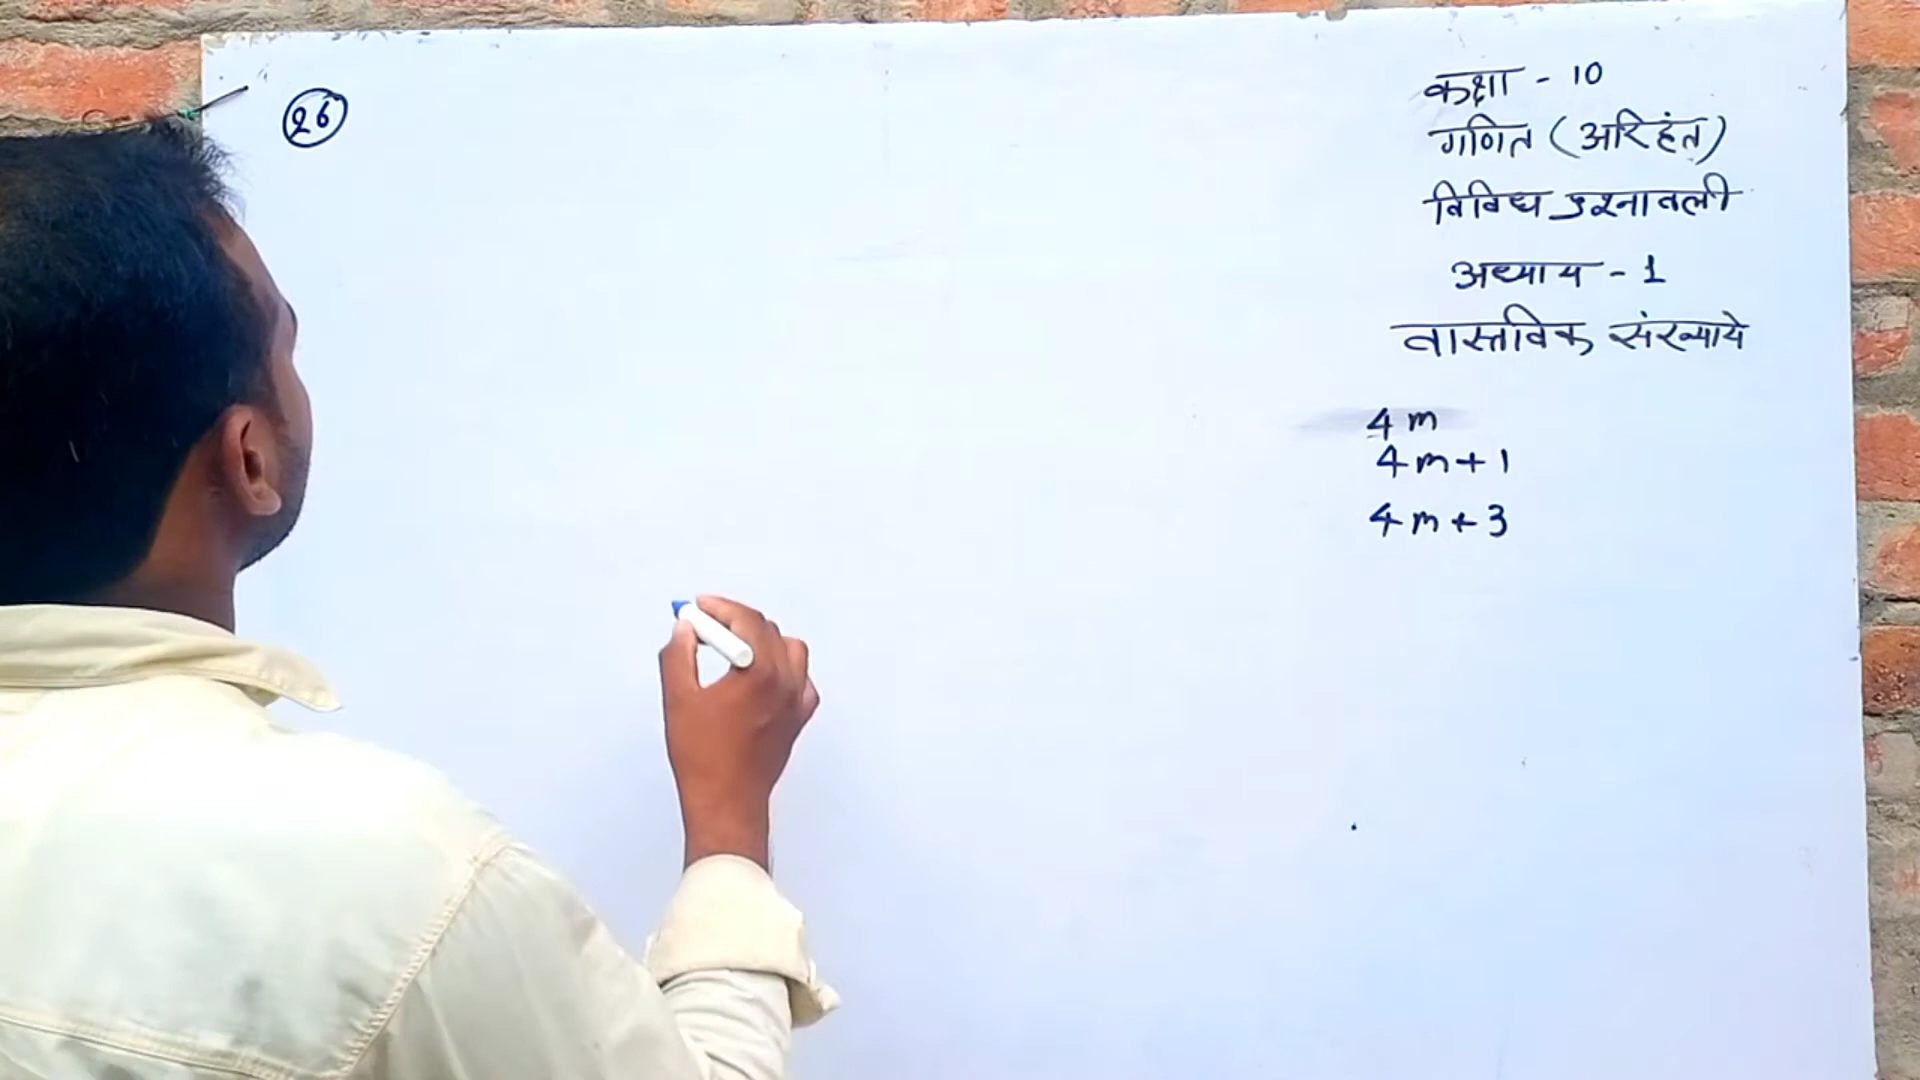 26
कक्षा - 10
गणित (अरिहंत)
विविध प्रश्नावली
अध्याय - 1
वास्तविक संख्याये
4m
4m+1
4m+3